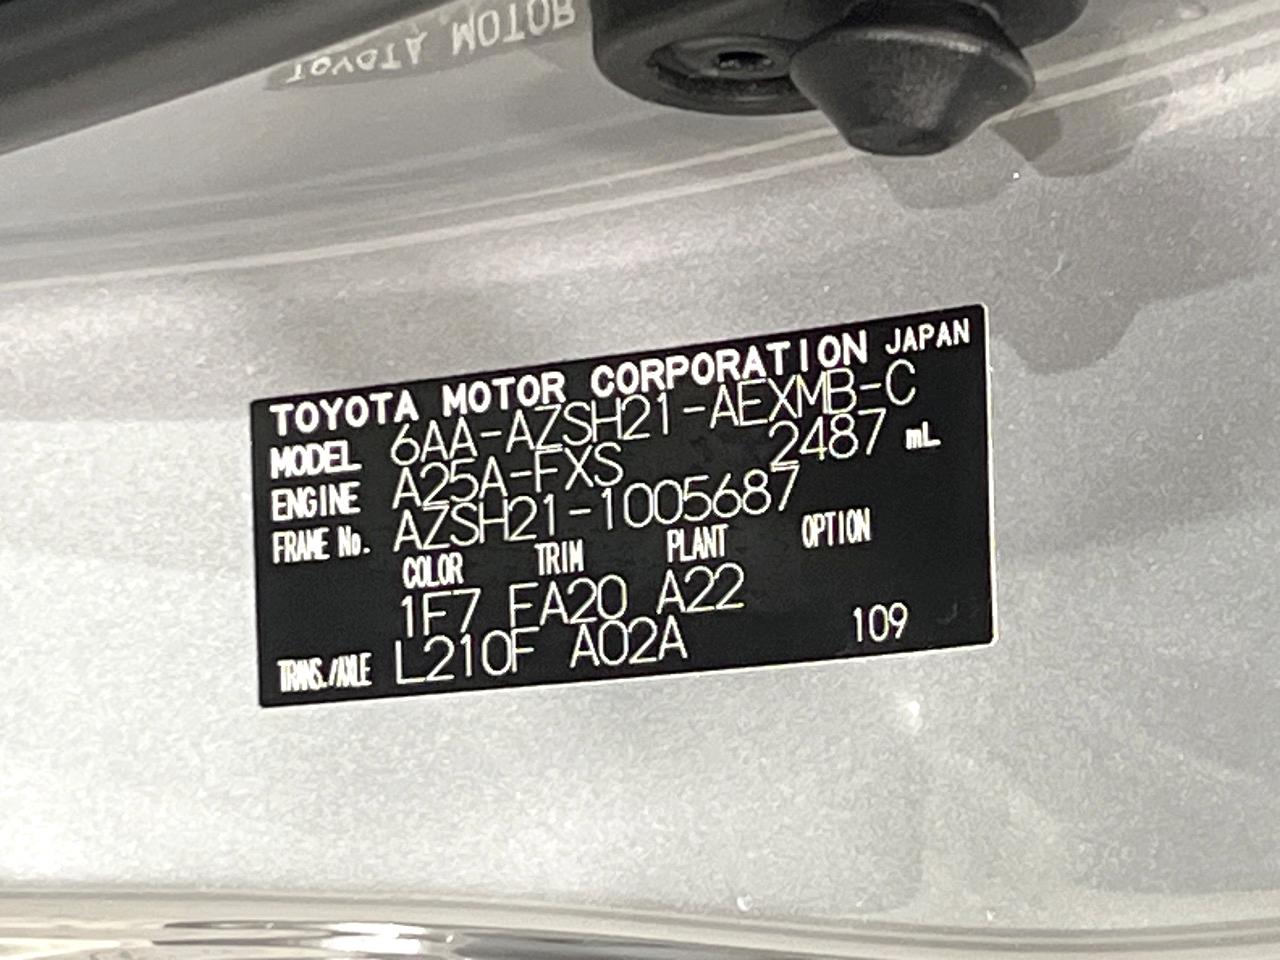 TOYOTA MOTOR
TOYOTA MOTOR CORPORATION JAPAN
MODEL 6AA-AZSH21-AEXMB-C
ENGINE A25A-FXS 2487 mL
FRAME No. AZSH21-1005687
COLOR TRIM PLANT OPTION
1F7 FA20 A22
TRANS./AXLE L210F A02A 109